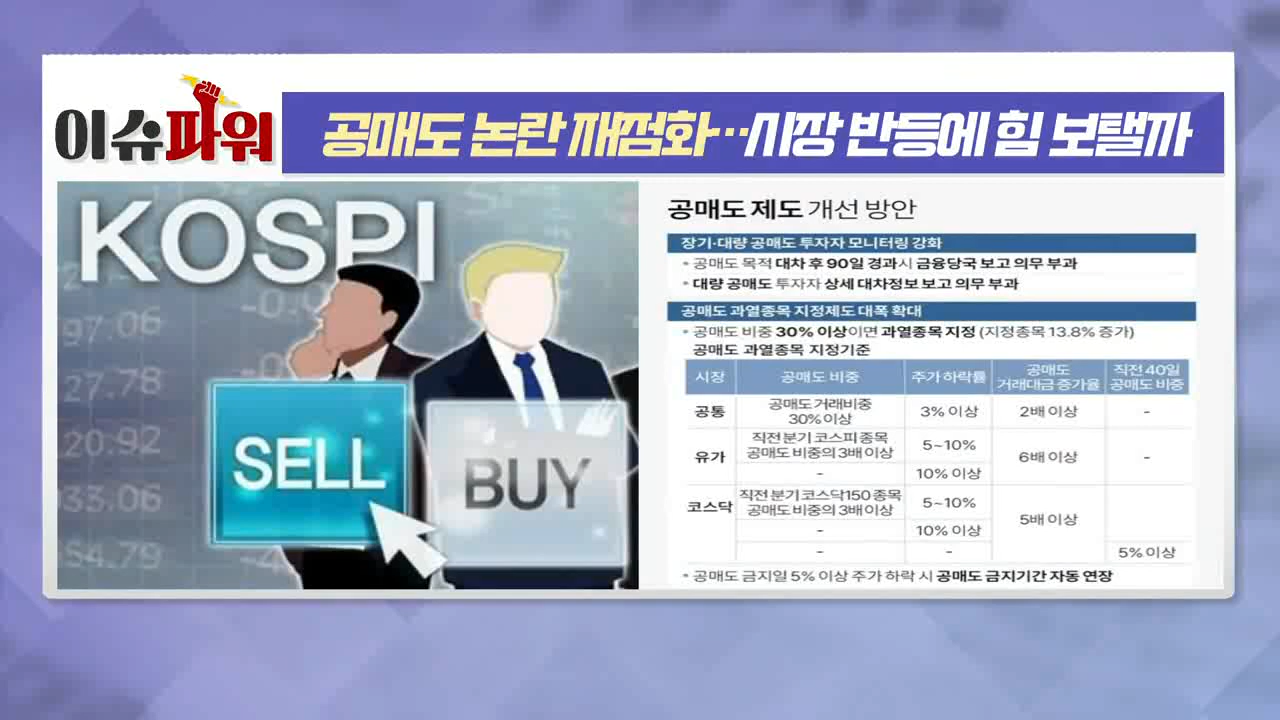 이슈파워
공매도 논란 재점화…시장 반등에 힘 보탤까
KOSPI
97.06
27.78
20.92
033.06
54.79
SELL
BUY
공매도 제도 개선 방안
장기·대량 공매도 투자자 모니터링 강화
• 공매도 목적 대차 후 90일 경과시 금융당국 보고 의무 부과
• 대량 공매도 투자자 상세 대차정보 보고 의무 부과
공매도 과열종목 지정제도 대폭 확대
• 공매도 비중 30% 이상이면 과열종목 지정 (지정종목 13.8% 증가)
공매도 과열종목 지정기준
시장 공매도 비중 주가 하락률 공매도 거래대금 증가율 직전 40일 공매도 비중
공통 공매도 거래비중 30% 이상 3% 이상 2배 이상 -
유가 직전 분기 코스피 종목 공매도 비중의 3배 이상 5~10% 6배 이상 -
- 10% 이상
코스닥 직전 분기 코스닥150 종목 공매도 비중의 3배 이상 5~10% 5배 이상
- 10% 이상
- - 5% 이상
• 공매도 금지일 5% 이상 주가 하락 시 공매도 금지기간 자동 연장